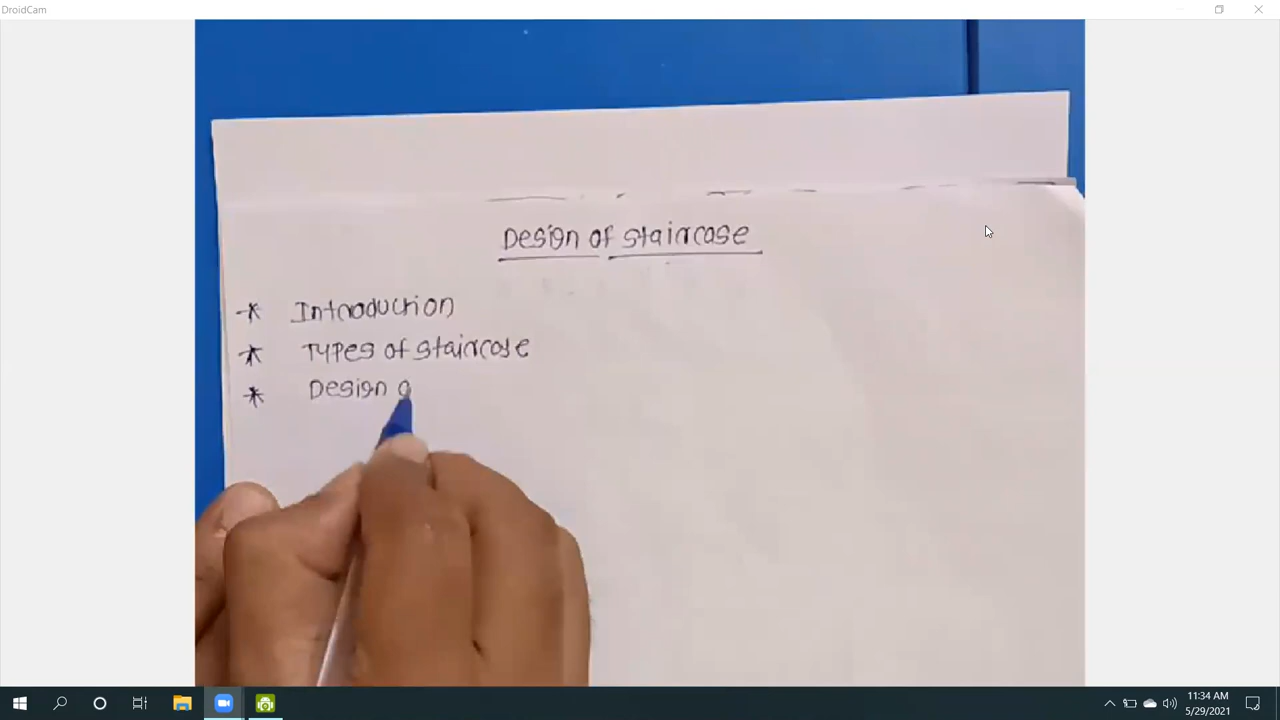 DroidCam
Design of staircase
* Introduction
* Types of staircase
* Design o
11:34 AM
5/29/2021